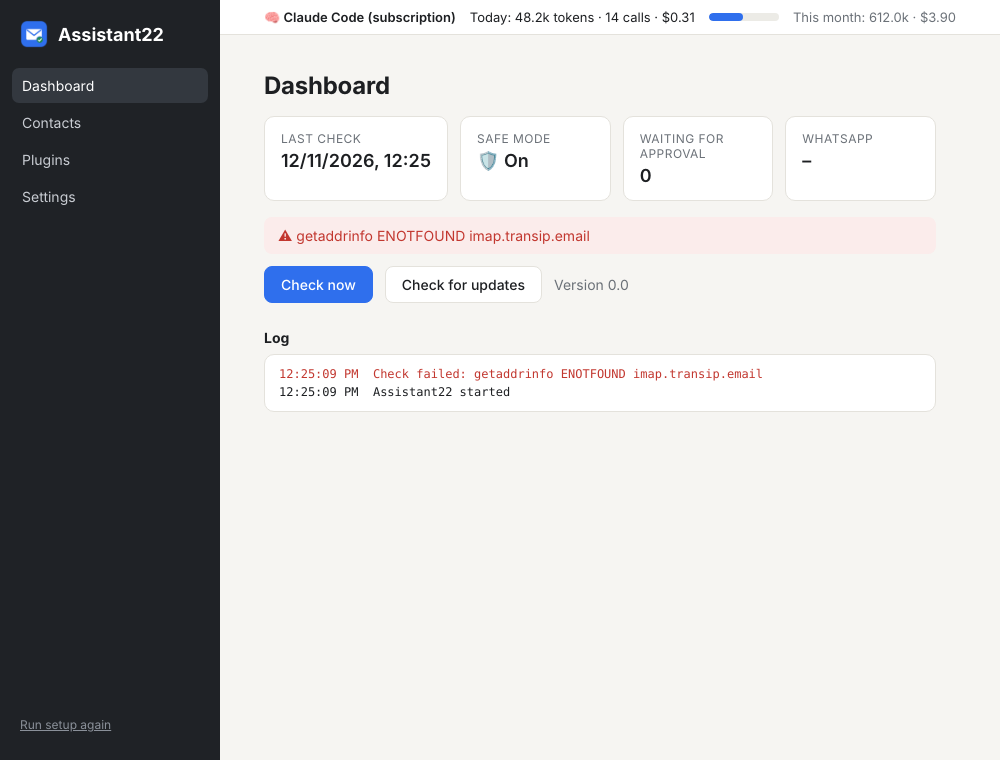 Assistant22
Dashboard
Contacts
Plugins
Settings
Run setup again
Claude Code (subscription) Today: 48.2k tokens · 14 calls · $0.31 This month: 612.0k · $3.90
Dashboard
LAST CHECK
12/11/2026, 12:25
SAFE MODE
On
WAITING FOR
APPROVAL
0
WHATSAPP
–
getaddrinfo ENOTFOUND imap.transip.email
Check now
Check for updates
Version 0.0
Log
12:25:09 PM Check failed: getaddrinfo ENOTFOUND imap.transip.email
12:25:09 PM Assistant22 started